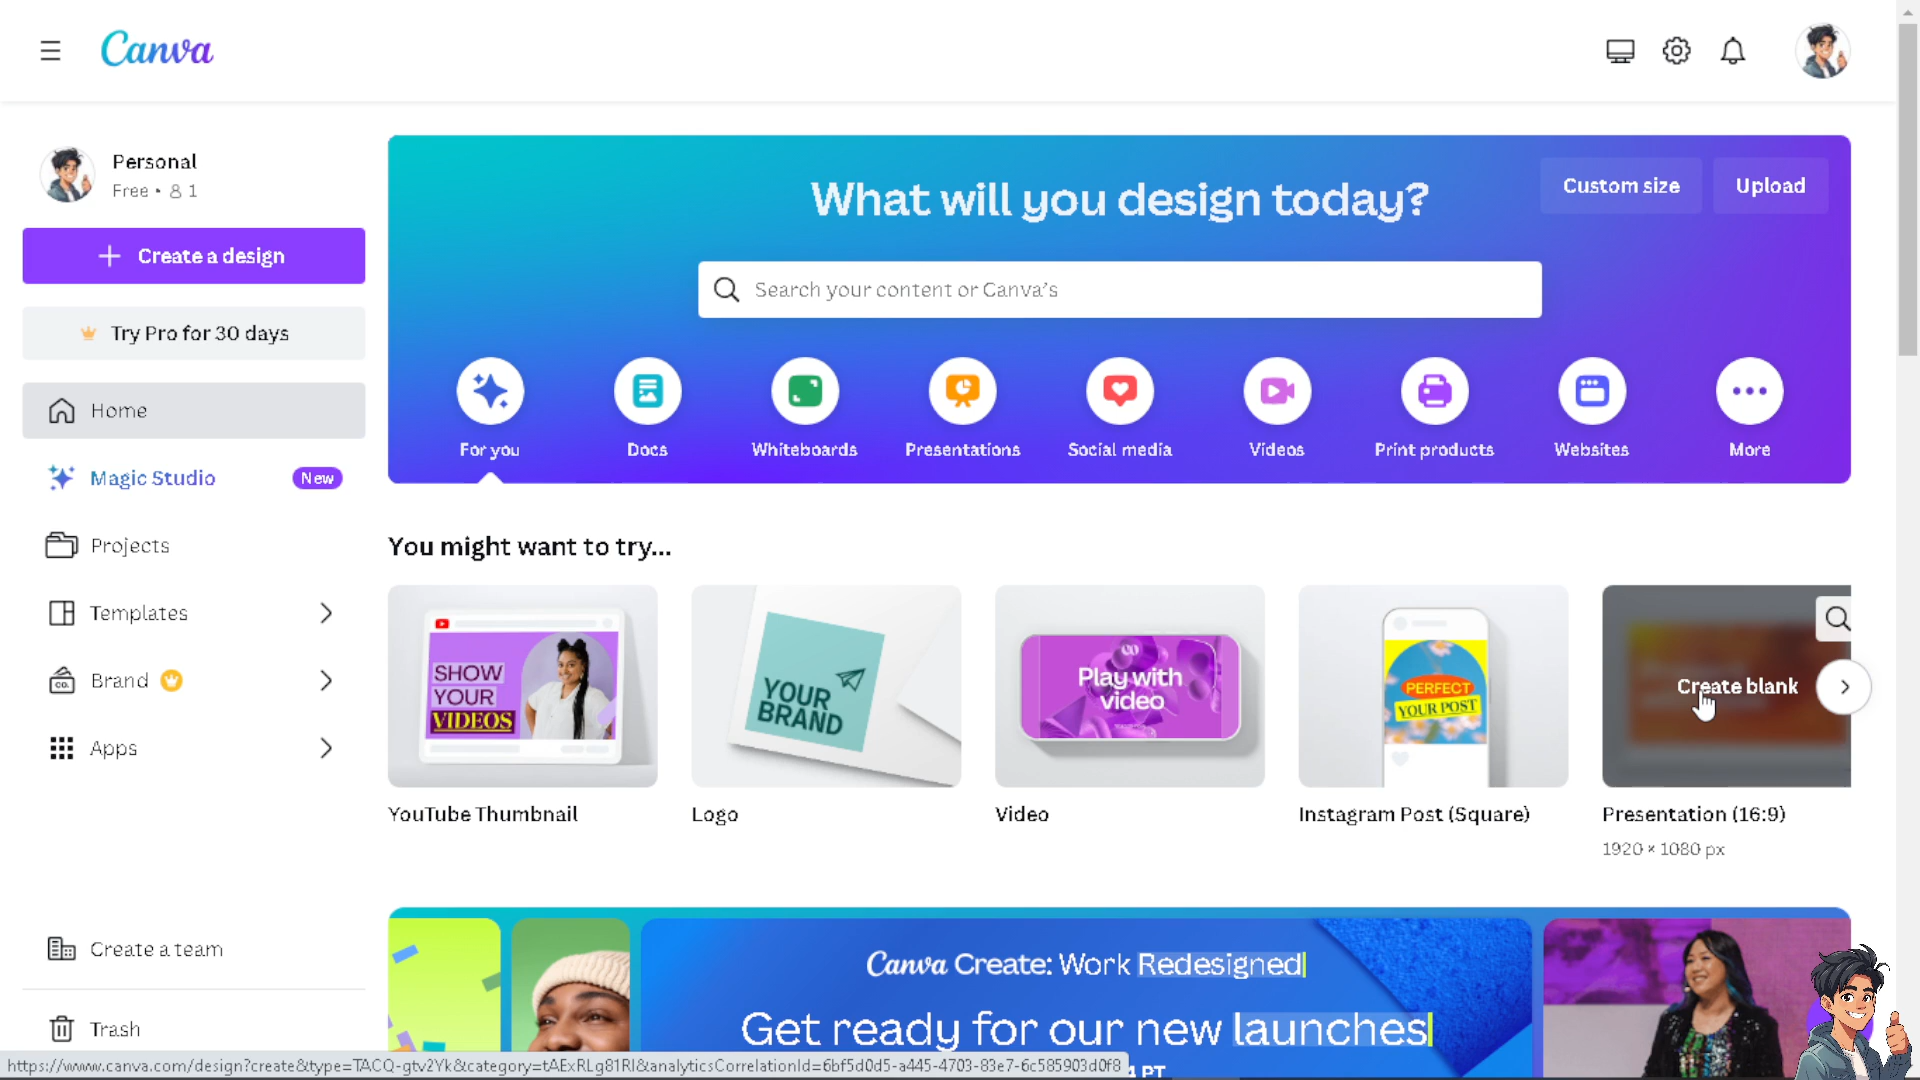 Canva
Personal
Free • 1
Create a design
Try Pro for 30 days
Home
Magic Studio
New
Projects
Templates
Brand
CO.
Apps
Create a team
Trash
What will you design today?
Custom size
Upload
Search your content or Canva's
For you
Docs
Whiteboards
Presentations
Social media
Videos
Print products
Websites
More
You might want to try...
SHOW
YOUR
VIDEOS
YOUR
BRAND
Play with
video
PERFECT
YOUR POST
Create blank
YouTube Thumbnail
Logo
Video
Instagram Post (Square)
Presentation (16:9)
1920 × 1080 px
Canva Create: Work Redesigned
Get ready for our new launches
https://www.canva.com/design?create&type=TACQ-gtv2Yk&category=tAExRLg81RI&analyticsCorrelationId=6bf5d0d5-a445-4703-83e7-6c585903d0f8
PT